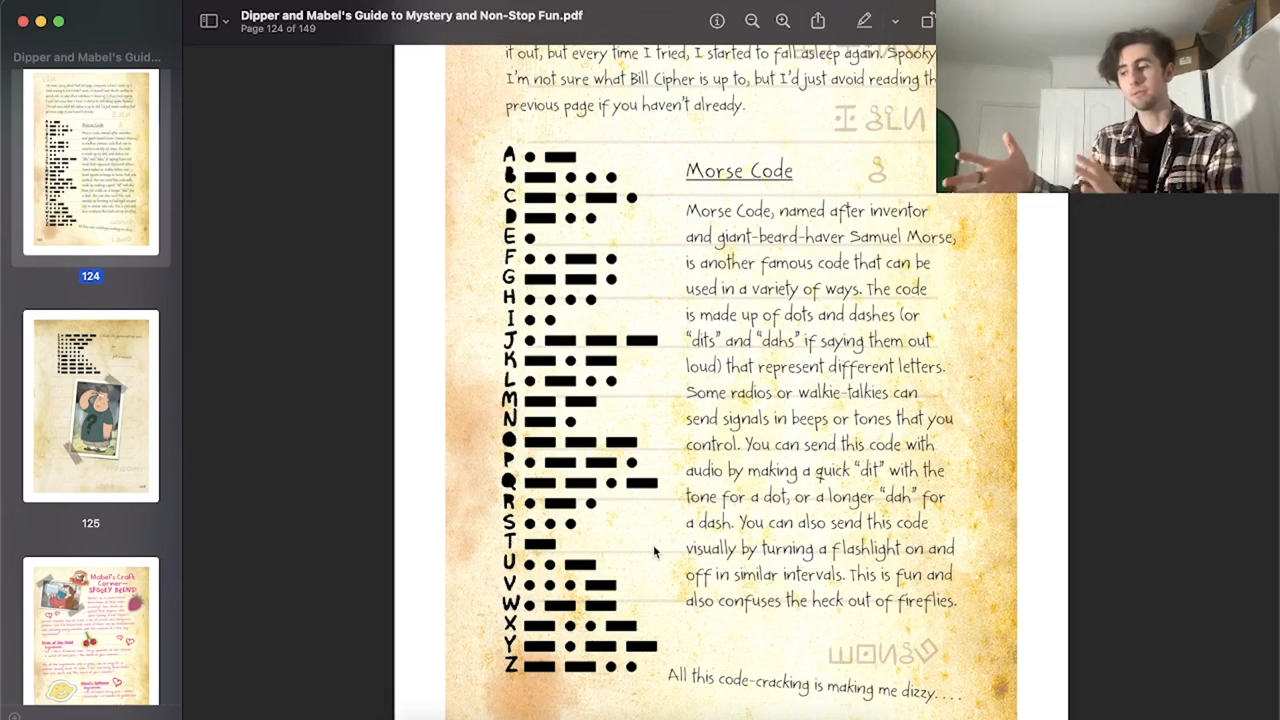 Dipper and Mabel's Guide to Mystery and Non-Stop Fun.pdf
Page 124 of 149
Dipper and Mabel's Guid...
124
125
Mabel's Craft
Corner—
it out, but every time I tried, I started to fall asleep again. Spooky
I'm not sure what Bill Cipher is up to, but I'd just avoid reading th
previous page if you haven't already.
A
B
C
D
E
F
G
H
I
J
K
L
M
N
O
P
Q
R
S
T
U
V
W
X
Y
Z
Morse Code
Morse Code, named after inventor
and giant-beard-haver Samuel Morse,
is another famous code that can be
used in a variety of ways. The code
is made up of dots and dashes (or
"dits" and "dahs" if saying them out
loud) that represent different letters.
Some radios or walkie-talkies can
send signals in beeps or tones that you
control. You can send this code with
audio by making a quick "dit" with the
tone for a dot, or a longer "dah" for
a dash. You can also send this code
visually by turning a flashlight on and
off in similar intervals. This is fun and
also confuses the heck out of fireflies.
All this code-making is making me dizzy. . . .